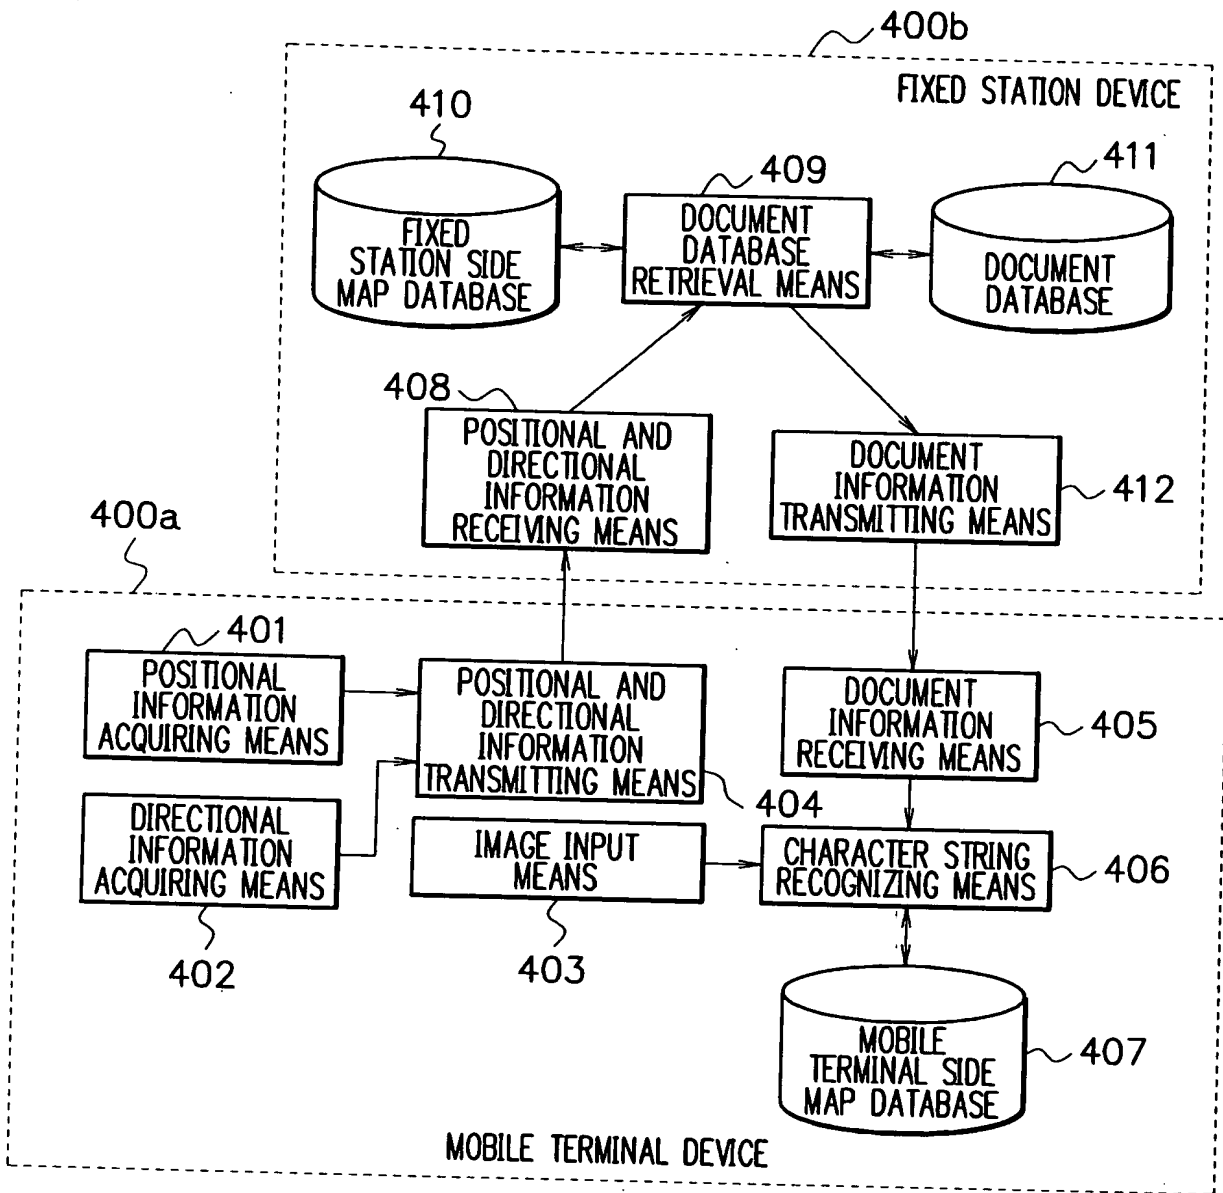 400b
FIXED STATION DEVICE
410
409
411
FIXED
STATION SIDE
MAP DATABASE
DOCUMENT
DATABASE
RETRIEVAL MEANS
DOCUMENT
DATABASE
408
POSITIONAL AND
DIRECTIONAL
INFORMATION
RECEIVING MEANS
DOCUMENT
INFORMATION
TRANSMITTING MEANS
412
400a
401
POSITIONAL
INFORMATION
ACQUIRING MEANS
POSITIONAL AND
DIRECTIONAL
INFORMATION
TRANSMITTING MEANS
404
DOCUMENT
INFORMATION
RECEIVING MEANS
405
DIRECTIONAL
INFORMATION
ACQUIRING MEANS
402
IMAGE INPUT
MEANS
403
CHARACTER STRING
RECOGNIZING MEANS
406
MOBILE
TERMINAL SIDE
MAP DATABASE
407
MOBILE TERMINAL DEVICE